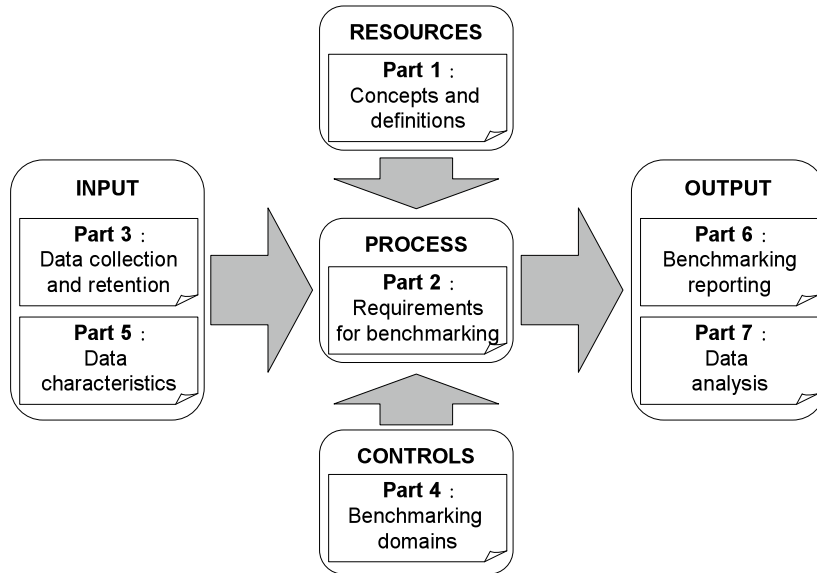 RESOURCES
Part 1 :
Concepts and
definitions
INPUT
Part 3 :
Data collection
and retention
Part 5 :
Data
characteristics
PROCESS
Part 2 :
Requirements
for benchmarking
OUTPUT
Part 6 :
Benchmarking
reporting
Part 7 :
Data
analysis
CONTROLS
Part 4 :
Benchmarking
domains